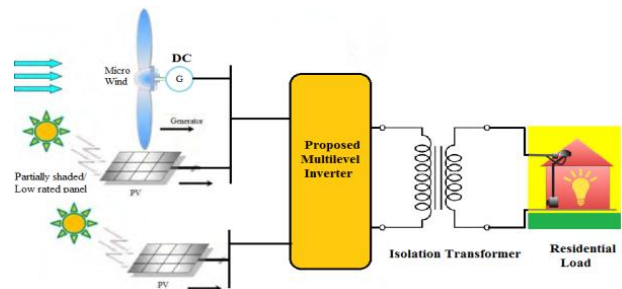 DC
Micro
Wind
G
Generator
Partially shaded/
Low rated panel
PV
Proposed
Multilevel
Inverter
PV
Isolation Transformer
Residential
Load